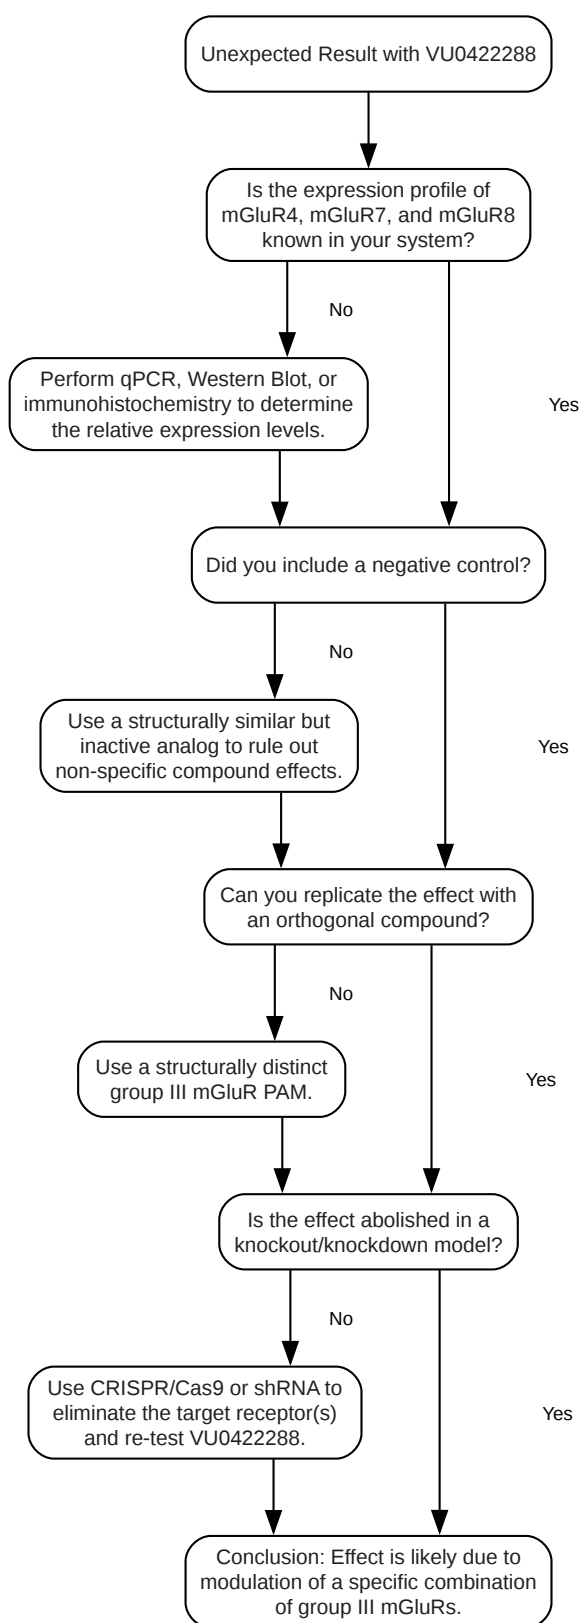 Unexpected Result with VU0422288
Is the expression profile of
mGluR4, mGluR7, and mGluR8
known in your system?
No
Perform qPCR, Western Blot, or
immunohistochemistry to determine
the relative expression levels.
Yes
Did you include a negative control?
No
Use a structurally similar but
inactive analog to rule out
non-specific compound effects.
Yes
Can you replicate the effect with
an orthogonal compound?
No
Use a structurally distinct
group III mGluR PAM.
Yes
Is the effect abolished in a
knockout/knockdown model?
No
Use CRISPR/Cas9 or shRNA to
eliminate the target receptor(s)
and re-test VU0422288.
Yes
Conclusion: Effect is likely due to
modulation of a specific combination
of group III mGluRs.